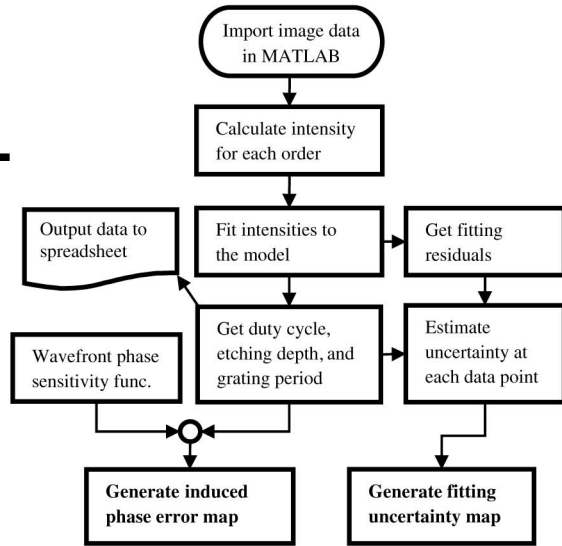 Import image data
in MATLAB
Calculate intensity
for each order
Output data to
spreadsheet
Fit intensities to
the model
Get fitting
residuals
Wavefront phase
sensitivity func.
Get duty cycle,
etching depth, and
grating period
Estimate
uncertainty at
each data point
Generate induced
phase error map
Generate fitting
uncertainty map